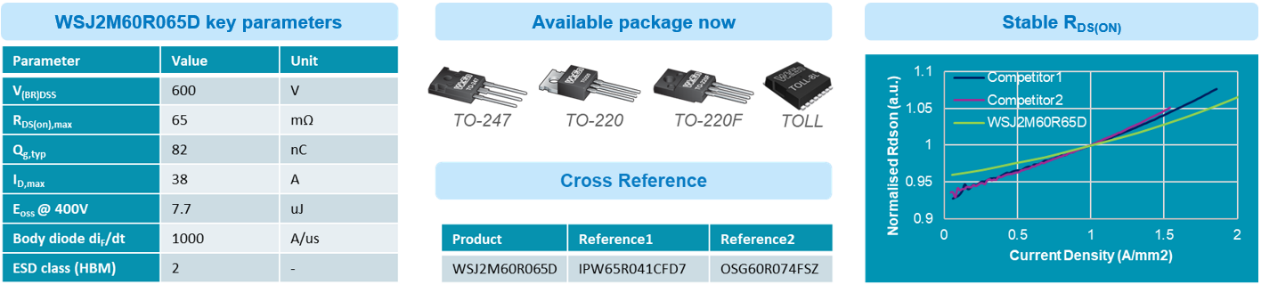 WSJ2M60R065D key parameters
Parameter Value Unit
V(BR)DSS 600 V
RDS(on),max 65 mΩ
Qg,typ 82 nC
ID,max 38 A
Eoss @ 400V 7.7 uJ
Body diode diF/dt 1000 A/us
ESD class (HBM) 2 -
Available package now
TO-247 TO-220 TO-220F TOLL
Cross Reference
Product Reference1 Reference2
WSJ2M60R065D IPW65R041CFD7 OSG60R074FSZ
Stable RDS(ON)
Normalised Rdson (a.u.)
1.1
1.05
1
0.95
0.9
Competitor1
Competitor2
WSJ2M60R65D
0 0.5 1 1.5 2
Current Density (A/mm2)